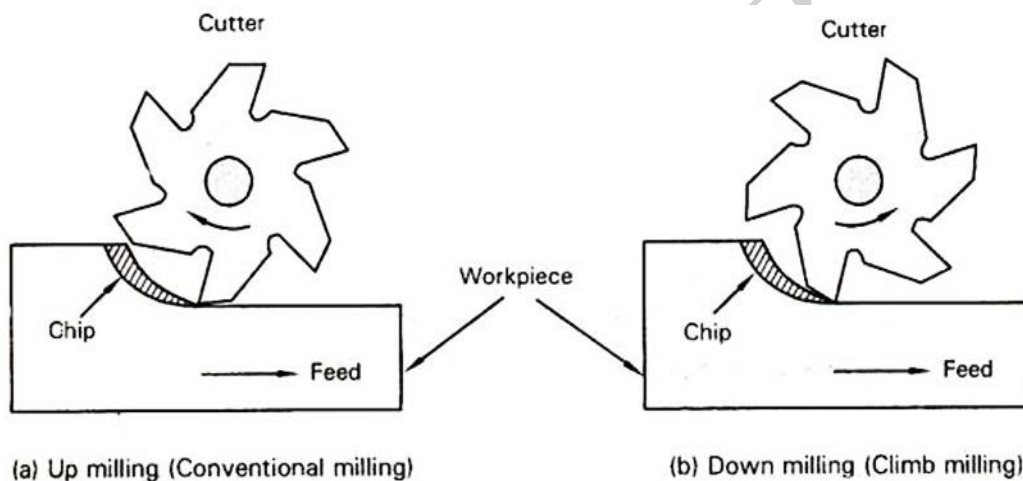 Cutter
Cutter
Workpiece
Chip
Chip
Feed
Feed
(a) Up milling (Conventional milling)
(b) Down milling (Climb milling)